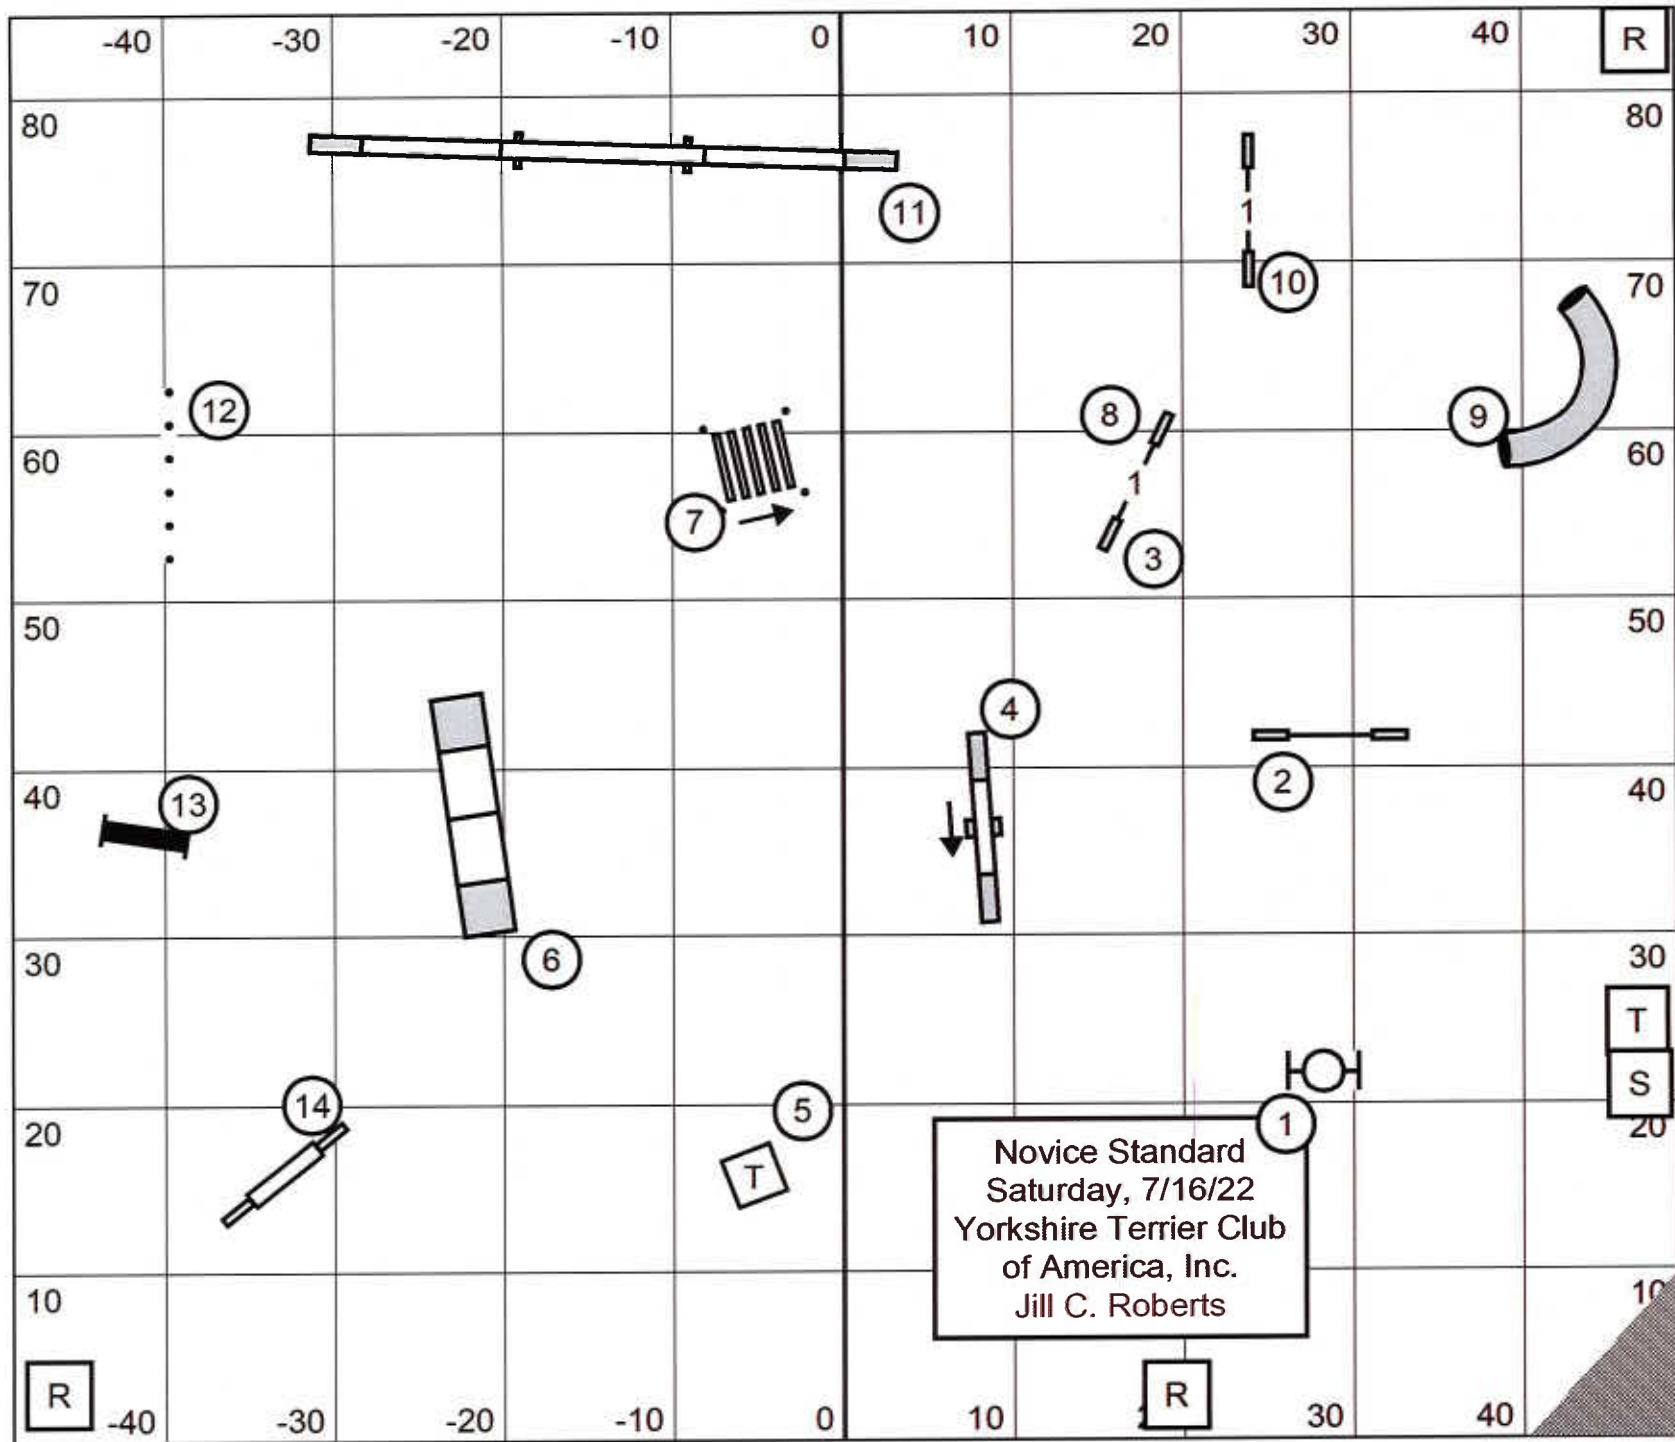 -40 -30 -20 -10 0 10 20 30 40 R
80 80
11
1
70 10 70
12 8 9
60 1 60
7
3
50 50
4
2
40 13 40
30 6 30
T
S
14 5 1
20 T 20
Novice Standard
Saturday, 7/16/22
Yorkshire Terrier Club
of America, Inc.
Jill C. Roberts
10 10
R R
-40 -30 -20 -10 0 10 30 40